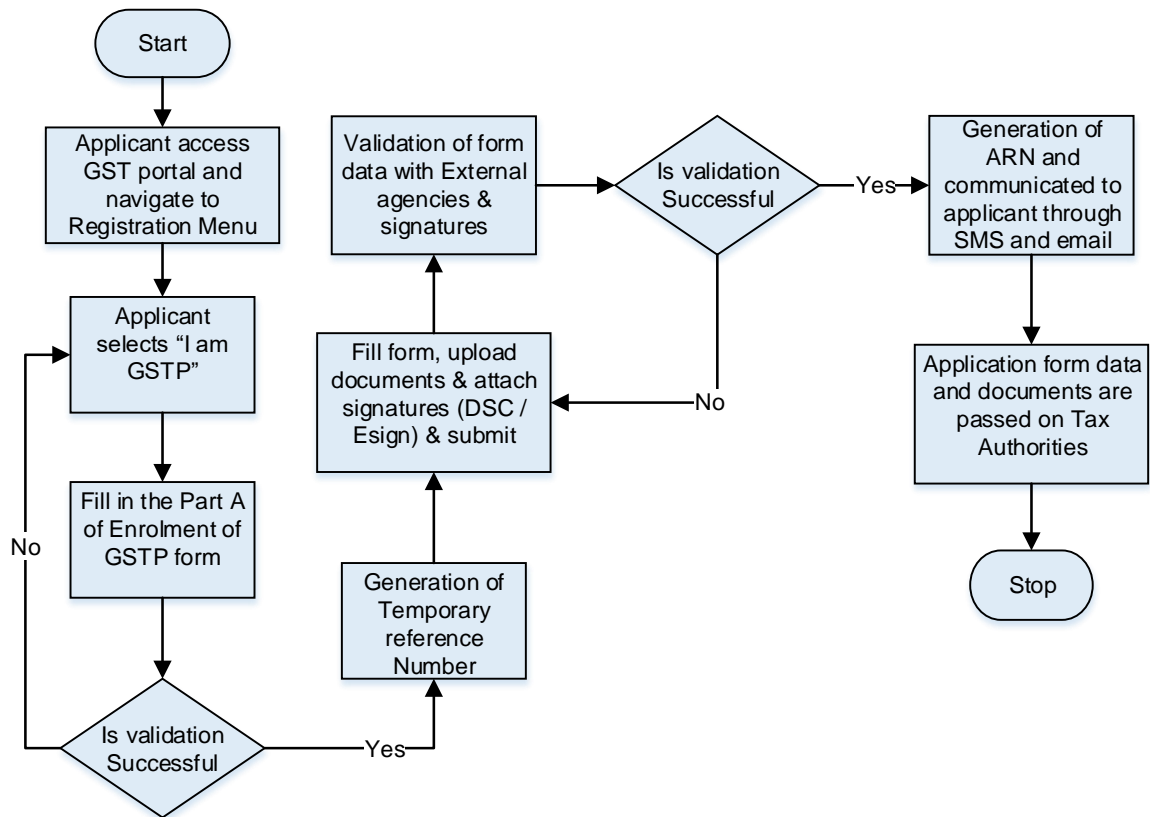 Start
Applicant access
GST portal and
navigate to
Registration Menu
Applicant
selects “I am
GSTP”
Fill in the Part A
of Enrolment of
GSTP form
No
Is validation
Successful
Yes
Generation of
Temporary
reference
Number
Fill form, upload
documents & attach
signatures (DSC /
Esign) & submit
Validation of form
data with External
agencies &
signatures
Is validation
Successful
No
Yes
Generation of
ARN and
communicated to
applicant through
SMS and email
Application form data
and documents are
passed on Tax
Authorities
Stop